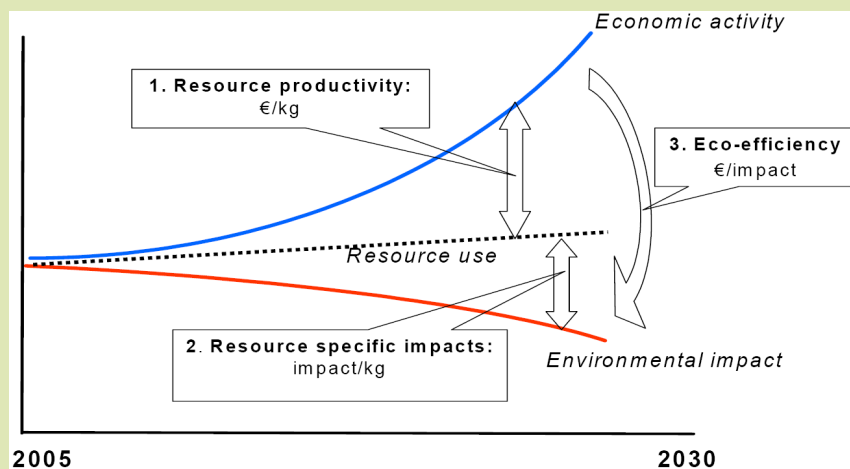 Economic activity
1. Resource productivity:
€/kg
3. Eco-efficiency
€/impact
Resource use
2. Resource specific impacts:
impact/kg
Environmental impact
2005
2030